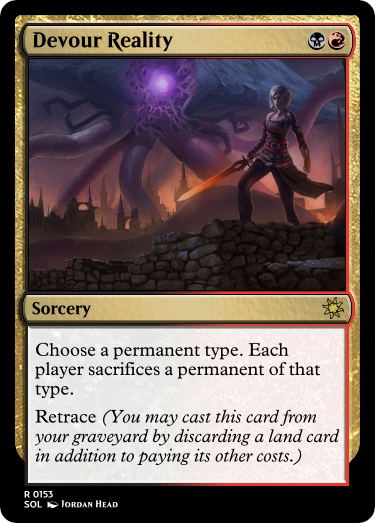 Devour Reality
Sorcery
Choose a permanent type. Each
player sacrifices a permanent of that
type.
Retrace (You may cast this card from
your graveyard by discarding a land card
in addition to paying its other costs.)
R 0153
SOL Jordan Head